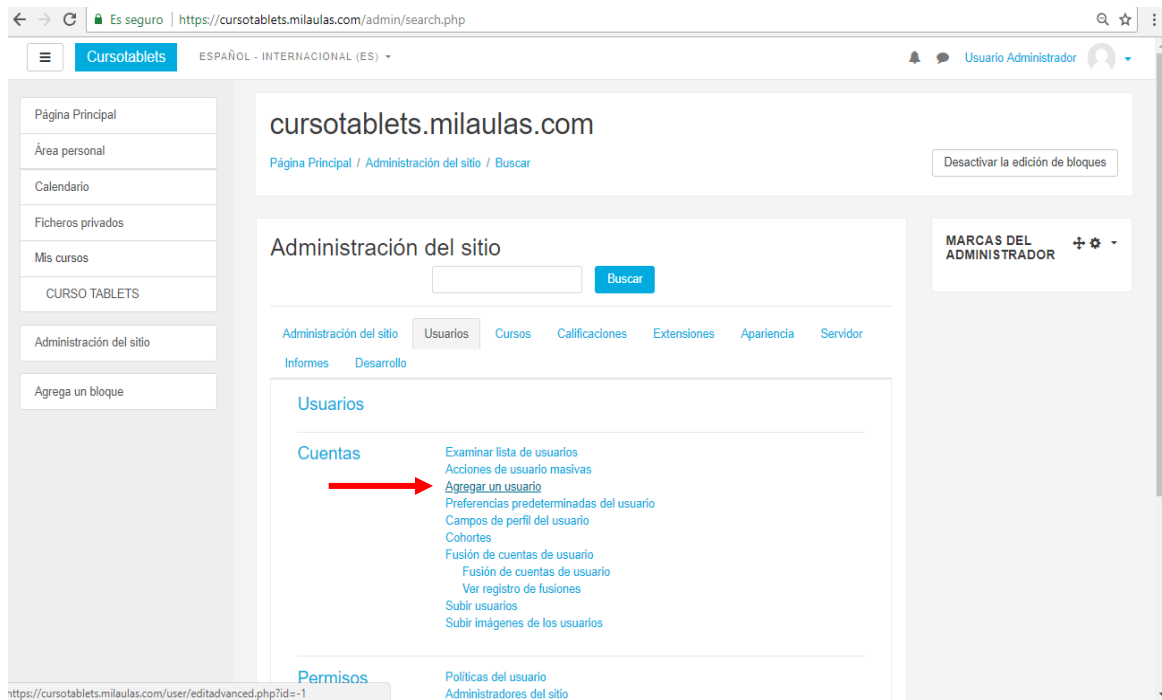 Es seguro | https://cursotablets.milaulas.com/admin/search.php
Cursotablets ESPAÑOL - INTERNACIONAL (ES) Usuario Administrador
Página Principal
Área personal
Calendario
Ficheros privados
Mis cursos
CURSO TABLETS
Administración del sitio
Agrega un bloque
cursotablets.milaulas.com
Página Principal / Administración del sitio / Buscar
Desactivar la edición de bloques
Administración del sitio
Buscar
Administración del sitio Usuarios Cursos Calificaciones Extensiones Apariencia Servidor
Informes Desarrollo
Usuarios
Cuentas
Examinar lista de usuarios
Acciones de usuario masivas
Agregar un usuario
Preferencias predeterminadas del usuario
Campos de perfil del usuario
Cohortes
Fusión de cuentas de usuario
Fusión de cuentas de usuario
Ver registro de fusiones
Subir usuarios
Subir imágenes de los usuarios
Permisos
Políticas del usuario
Administradores del sitio
MARCAS DEL
ADMINISTRADOR
https://cursotablets.milaulas.com/user/editadvanced.php?id=-1